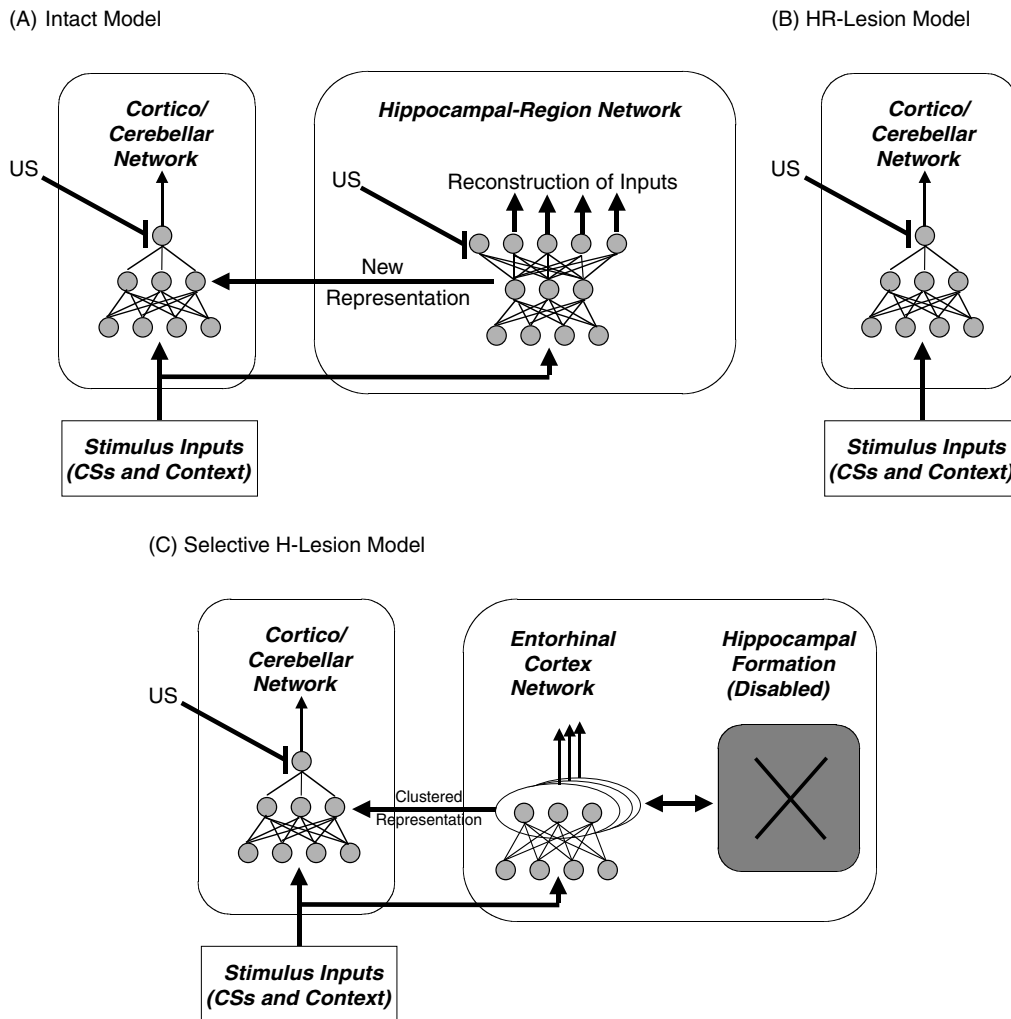 (A) Intact Model
Cortico/
Cerebellar
Network
US
Hippocampal-Region Network
US
Reconstruction of Inputs
New
Representation
Stimulus Inputs
(CSs and Context)
(B) HR-Lesion Model
Cortico/
Cerebellar
Network
US
Stimulus Inputs
(CSs and Context)
(C) Selective H-Lesion Model
Cortico/
Cerebellar
Network
US
Entorhinal
Cortex
Network
Hippocampal
Formation
(Disabled)
Clustered
Representation
Stimulus Inputs
(CSs and Context)